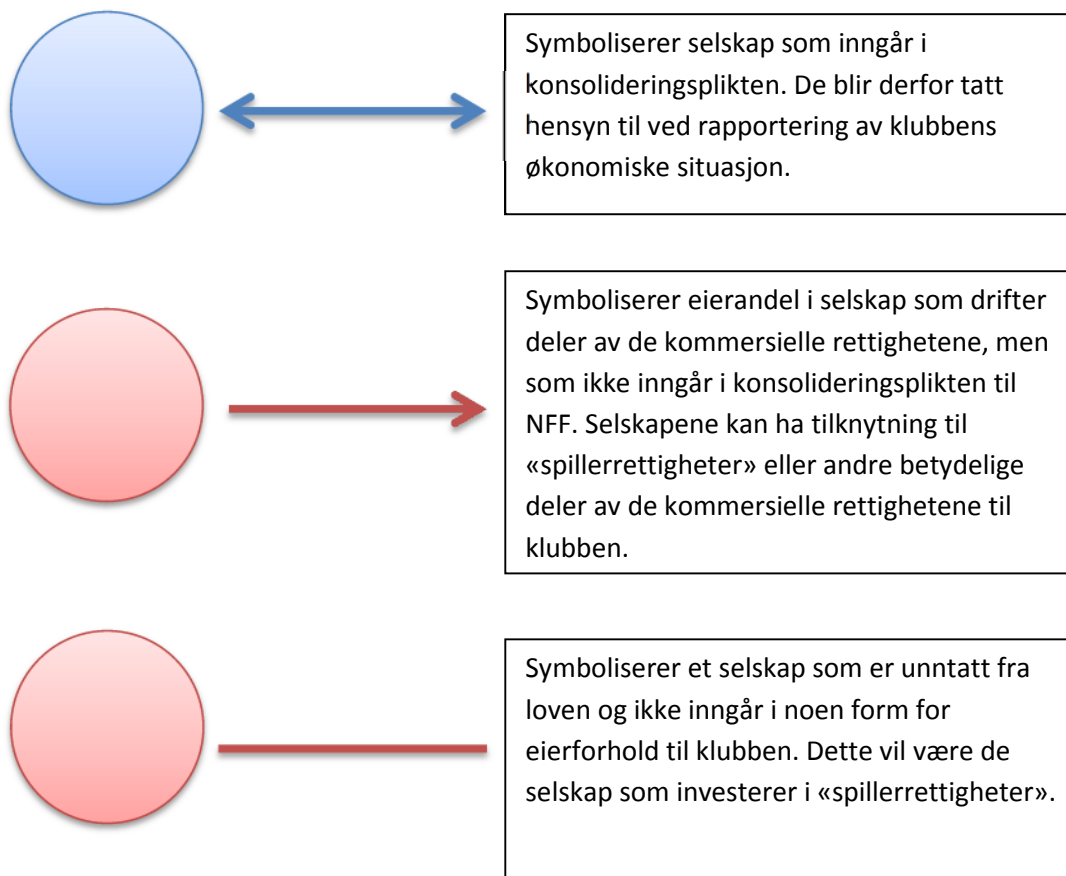 Symboliserer selskap som inngår i
konsolideringsplikten. De blir derfor tatt
hensyn til ved rapportering av klubbens
økonomiske situasjon.
Symboliserer eierandel i selskap som drifter
deler av de kommersielle rettighetene, men
som ikke inngår i konsolideringsplikten til
NFF. Selskapene kan ha tilknytning til
«spillerrettigheter» eller andre betydelige
deler av de kommersielle rettighetene til
klubben.
Symboliserer et selskap som er unntatt fra
loven og ikke inngår i noen form for
eierforhold til klubben. Dette vil være de
selskap som investerer i «spillerrettigheter».